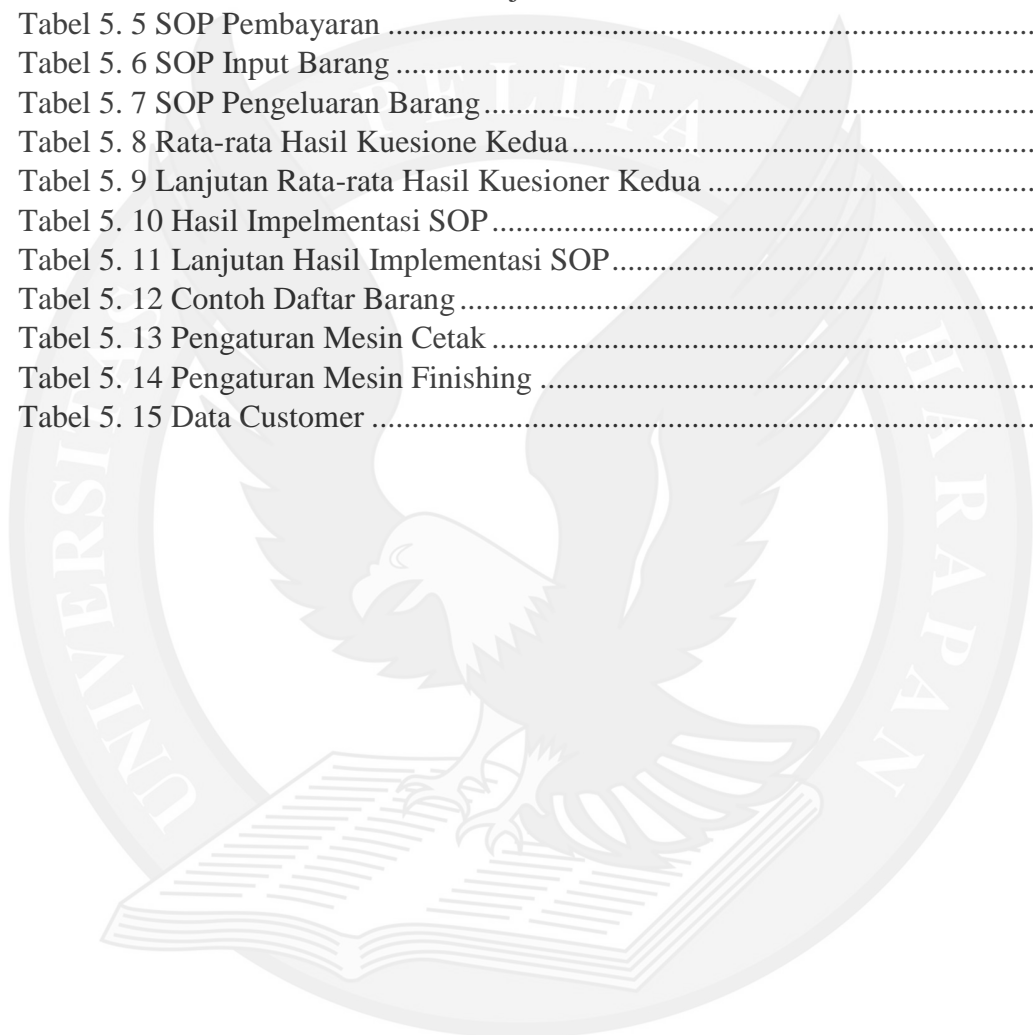 Tabel 5. 5 SOP Pembayaran ....................................................................................
Tabel 5. 6 SOP Input Barang ..................................................................................
Tabel 5. 7 SOP Pengeluaran Barang .......................................................................
Tabel 5. 8 Rata-rata Hasil Kuesione Kedua ............................................................
Tabel 5. 9 Lanjutan Rata-rata Hasil Kuesioner Kedua ...........................................
Tabel 5. 10 Hasil Impelmentasi SOP ......................................................................
Tabel 5. 11 Lanjutan Hasil Implementasi SOP .......................................................
Tabel 5. 12 Contoh Daftar Barang ..........................................................................
Tabel 5. 13 Pengaturan Mesin Cetak ......................................................................
Tabel 5. 14 Pengaturan Mesin Finishing ................................................................
Tabel 5. 15 Data Customer .....................................................................................
UNIVERSITAS PELITA HARAPAN